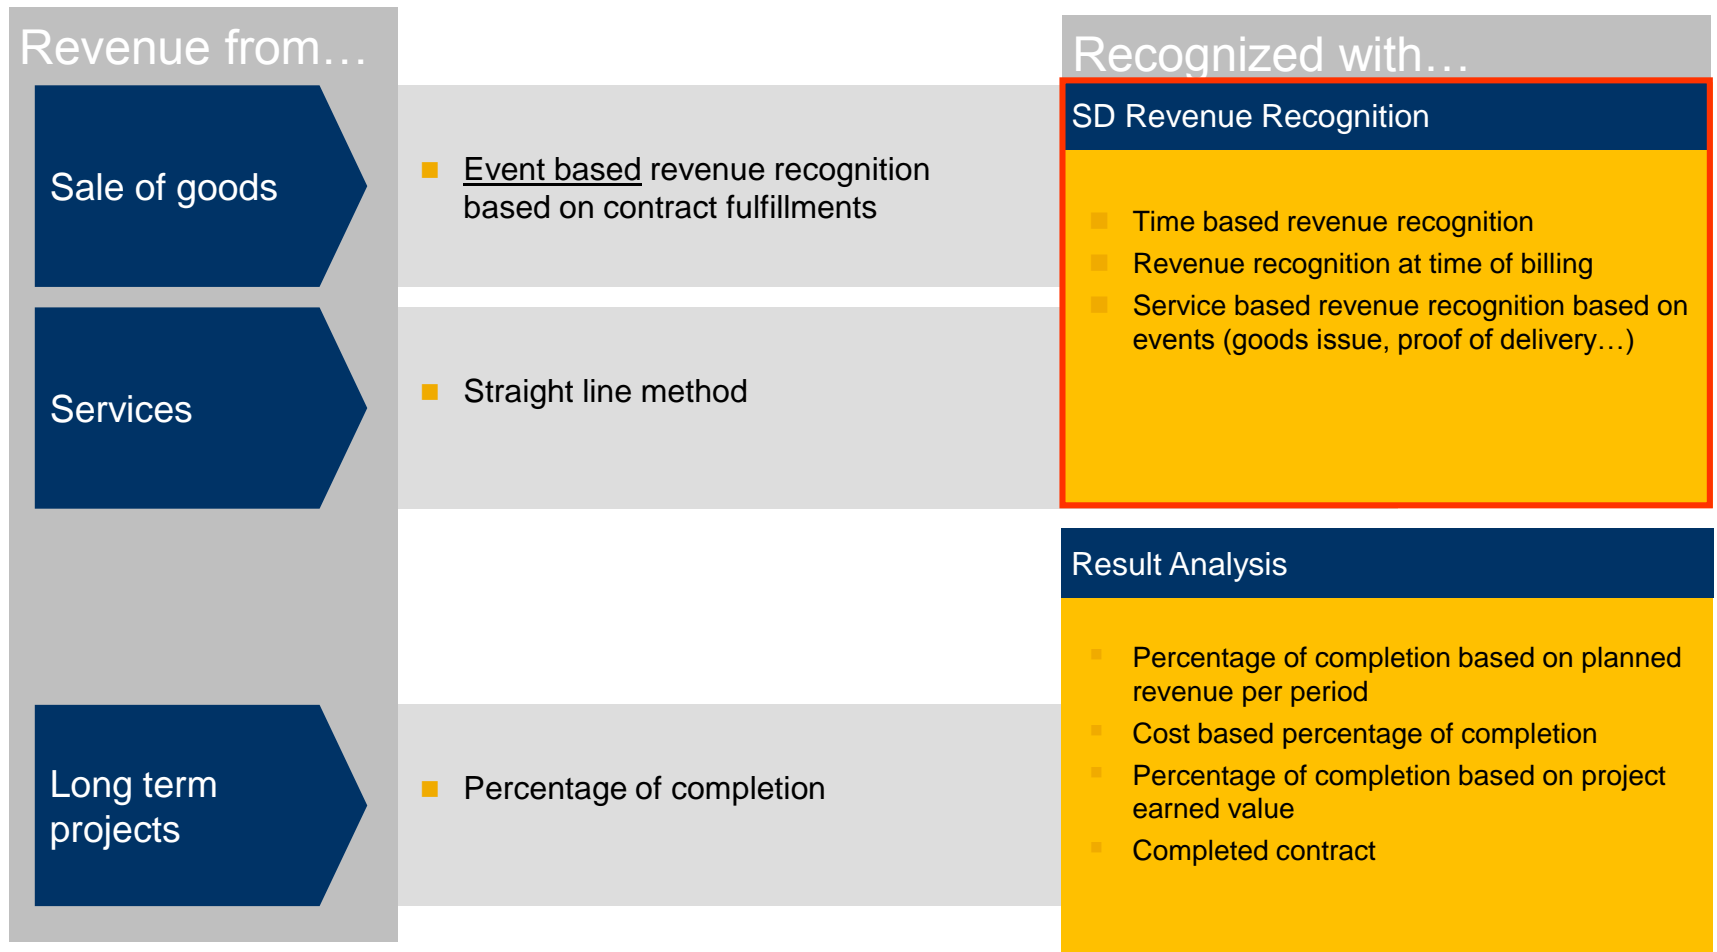 Revenue from…
Recognized with…
Sale of goods
Event based revenue recognition
based on contract fulfillments
SD Revenue Recognition
Time based revenue recognition
Revenue recognition at time of billing
Service based revenue recognition based on
events (goods issue, proof of delivery…)
Services
Straight line method
Result Analysis
Percentage of completion based on planned
revenue per period
Cost based percentage of completion
Percentage of completion based on project
earned value
Completed contract
Long term
projects
Percentage of completion